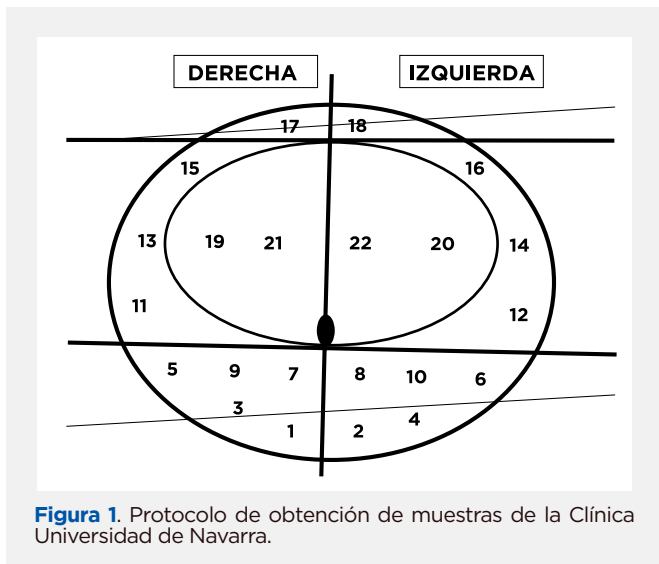 DERECHA IZQUIERDA
17 18
15 16
13 19 21 22 20 14
11 12
5 9 7 8 10 6
3 4
1 2
Figura 1. Protocolo de obtención de muestras de la Clínica
Universidad de Navarra.